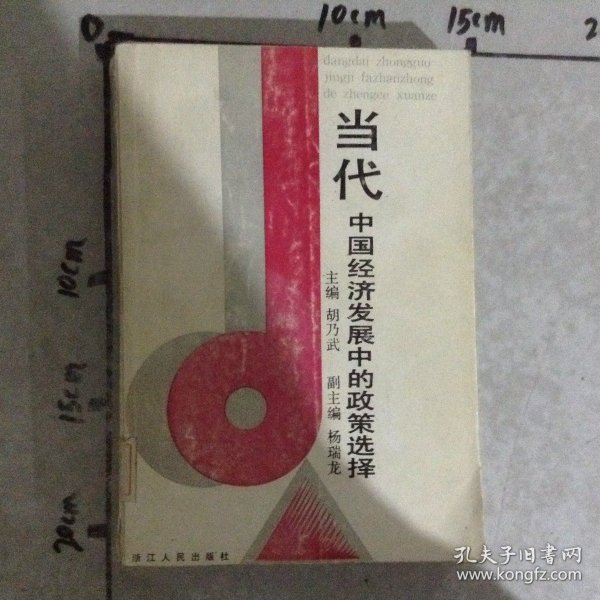 0
10cm
15cm
2
dangdai zhongguo
jingji fazhanzhong
de zhengce xuanze
当代
中国经济发展中的政策选择
主编 胡乃武 副主编 杨瑞龙
10cm
15cm
20cm
浙江人民出版社
孔夫子旧书网
www.kongfz.com